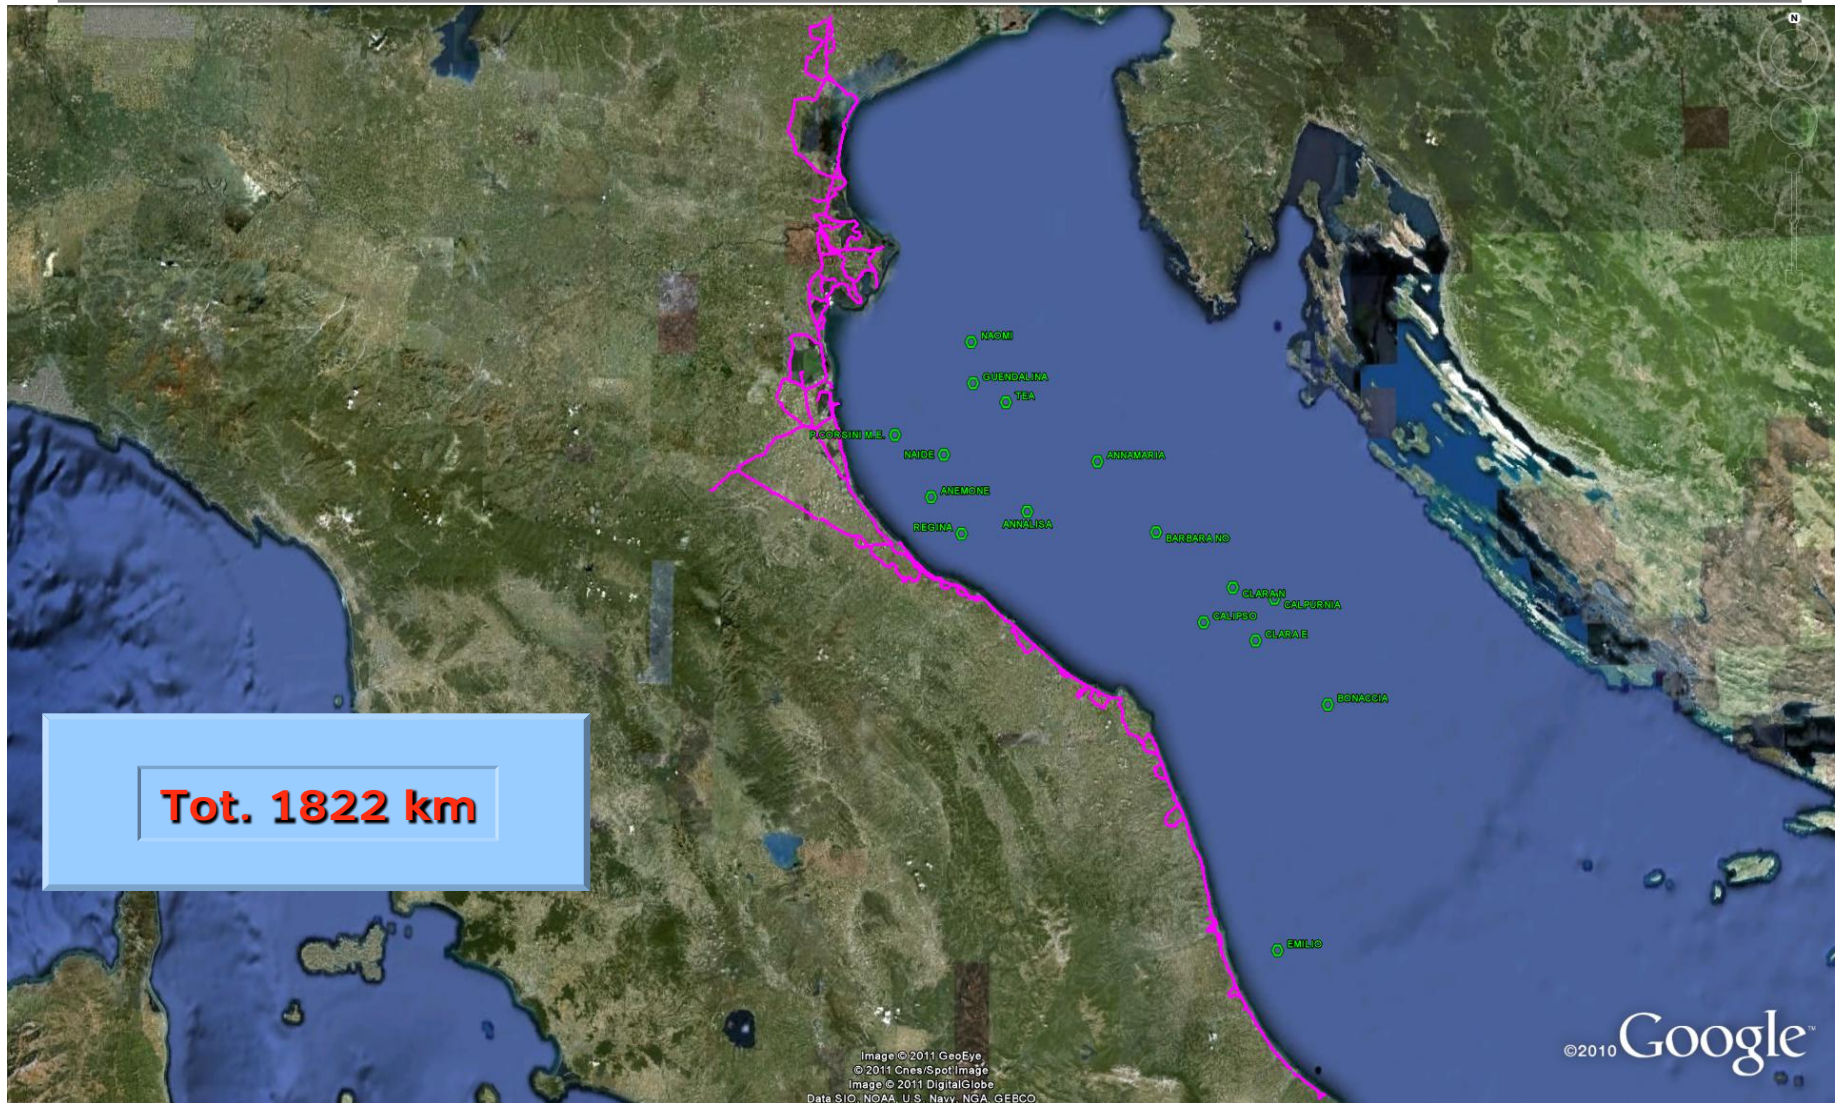 N
NAOMI
GUENDALINA
TEA
P.CORSINI M.E.
NAIDE
ANNAMARIA
ANEMONE
ANNALISA
REGINA
BARBARA NO
CLARA N
CALPURNIA
CALIPSO
CLARA E
BONACCIA
Tot. 1822 km
EMILIO
©2010 Google™
Image © 2011 GeoEye
© 2011 Cnes/Spot Image
Image © 2011 DigitalGlobe
Data SIO, NOAA, U.S. Navy, NGA, GEBCO